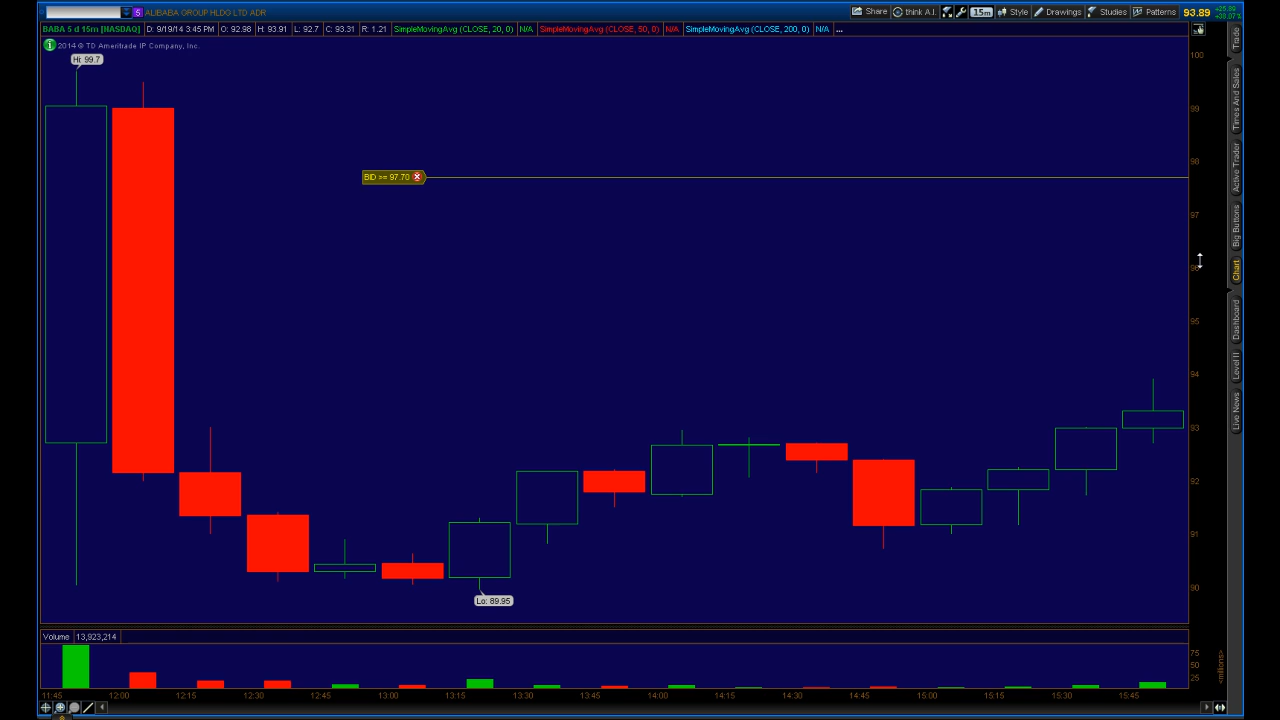 S ALIBABA GROUP HLDG LTD ADR Share think A.I. 15m Style Drawings Studies Patterns 93.89
BABA 5 d 15m [NASDAQ] D: 9/19/14 3:45 PM O: 92.98 H: 93.91 L: 92.7 C: 93.31 R: 1.21 SimpleMovingAvg (CLOSE, 20, 0) N/A SimpleMovingAvg (CLOSE, 50, 0) N/A SimpleMovingAvg (CLOSE, 200, 0) N/A ...
2014 © TD Ameritrade IP Company, Inc.
Hi: 99.7
BID >= 97.70
Lo: 89.95
100
99
98
97
96
95
94
93
92
91
90
Trade
Times And Sales
Active Trader
Big Buttons
Chart
Dashboard
Level II
Live News
Volume 13,923,214
75
50
25
<millions>
11:45 12:00 12:15 12:30 12:45 13:00 13:15 13:30 13:45 14:00 14:15 14:30 14:45 15:00 15:15 15:30 15:45